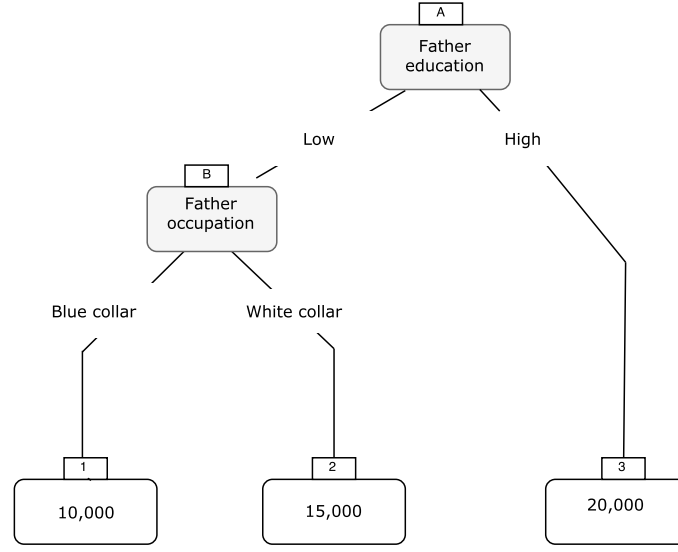 A
Father
education
Low
High
B
Father
occupation
Blue collar
White collar
1
2
3
10,000
15,000
20,000